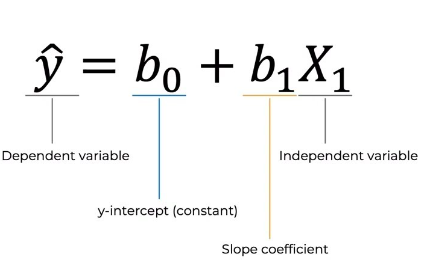 ŷ = b₀ + b₁X₁
Dependent variable
Independent variable
y-intercept (constant)
Slope coefficient